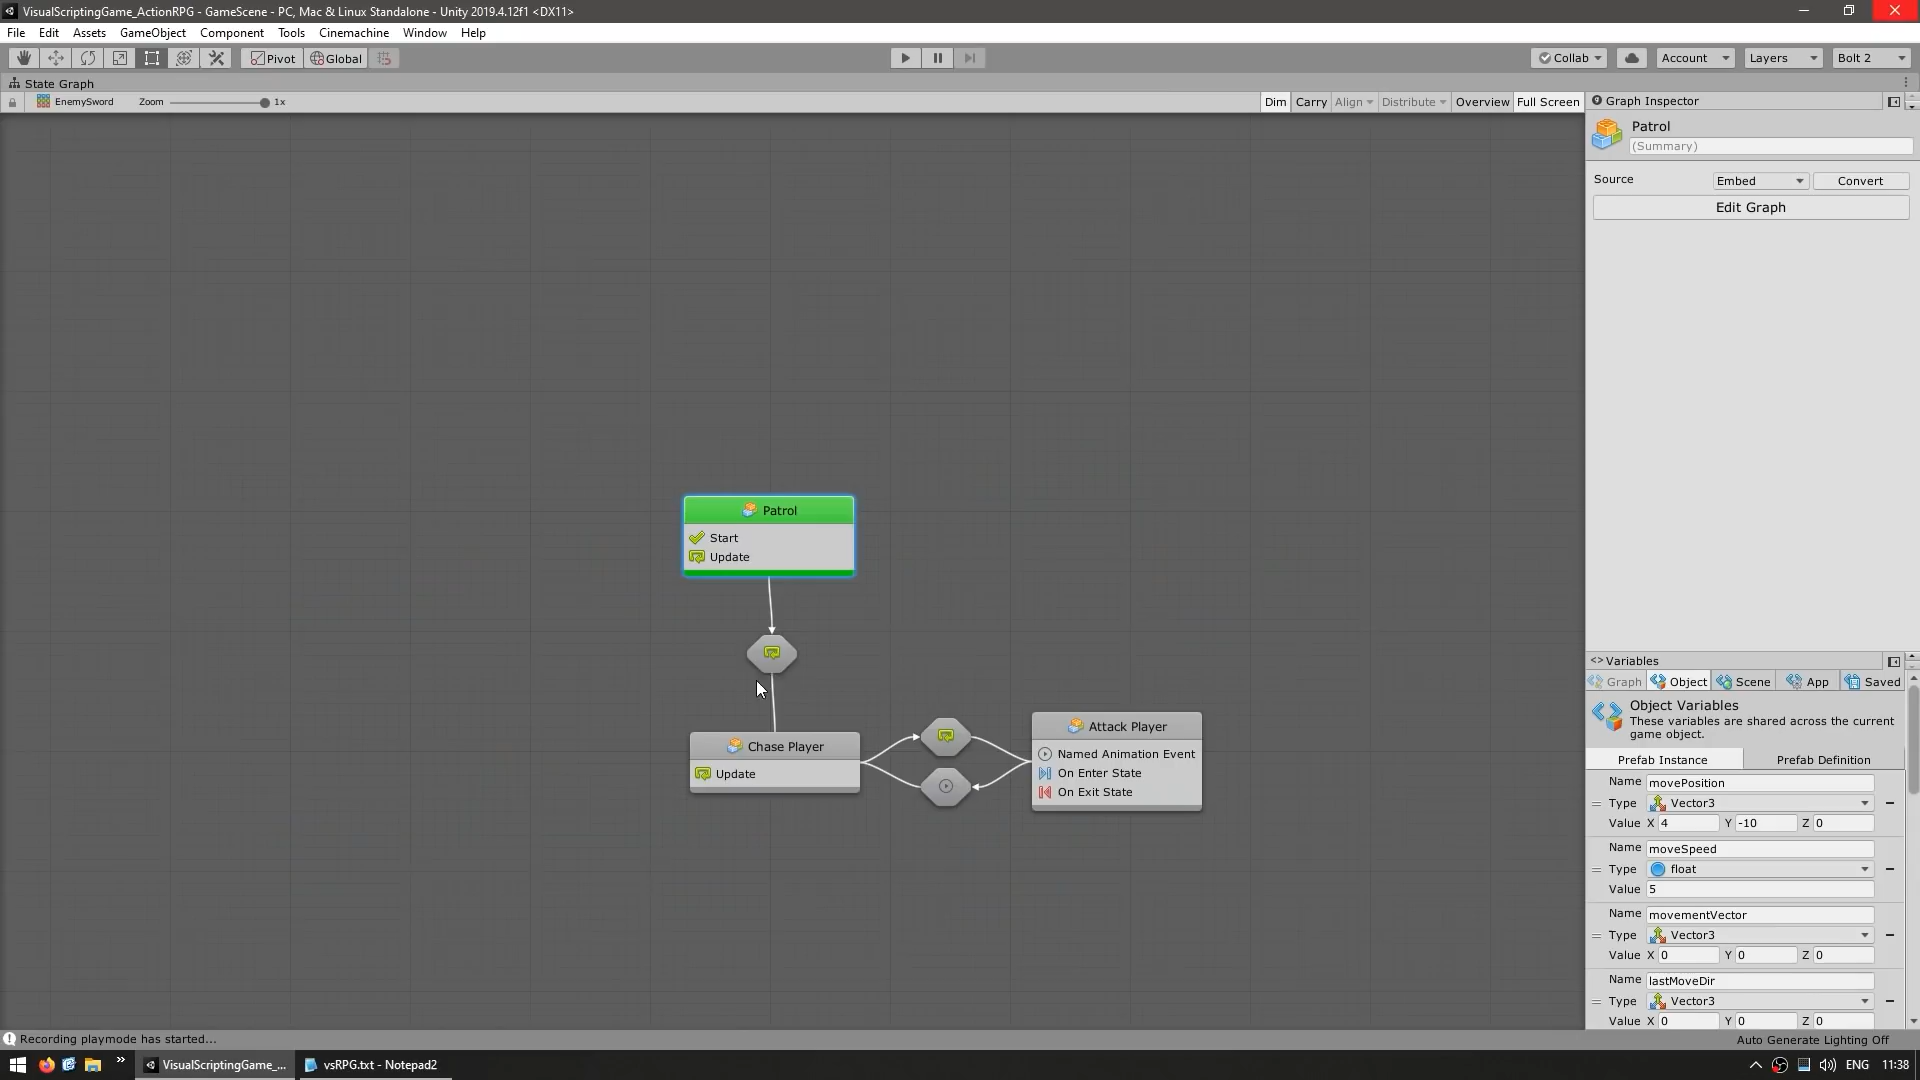 VisualScriptingGame_ActionRPG - GameScene - PC, Mac & Linux Standalone - Unity 2019.4.12f1 <DX11>
File Edit Assets GameObject Component Tools Cinemachine Window Help
Pivot Global Collab Account Layers Bolt 2
State Graph
EnemySword Zoom 1x Dim Carry Align Distribute Overview Full Screen
Graph Inspector
Patrol
(Summary)
Source Embed Convert
Edit Graph
Patrol
Start
Update
Chase Player
Update
Attack Player
Named Animation Event
On Enter State
On Exit State
<> Variables
Graph Object Scene App Saved
Object Variables
These variables are shared across the current
game object.
Prefab Instance Prefab Definition
Name movePosition
= Type Vector3
Value X 4 Y -10 Z 0
Name moveSpeed
= Type float
Value 5
Name movementVector
= Type Vector3
Value X 0 Y 0 Z 0
Name lastMoveDir
= Type Vector3
Value X 0 Y 0 Z 0
Recording playmode has started...
Auto Generate Lighting Off
VisualScriptingGame_... vsRPG.txt - Notepad2 ENG 11:38